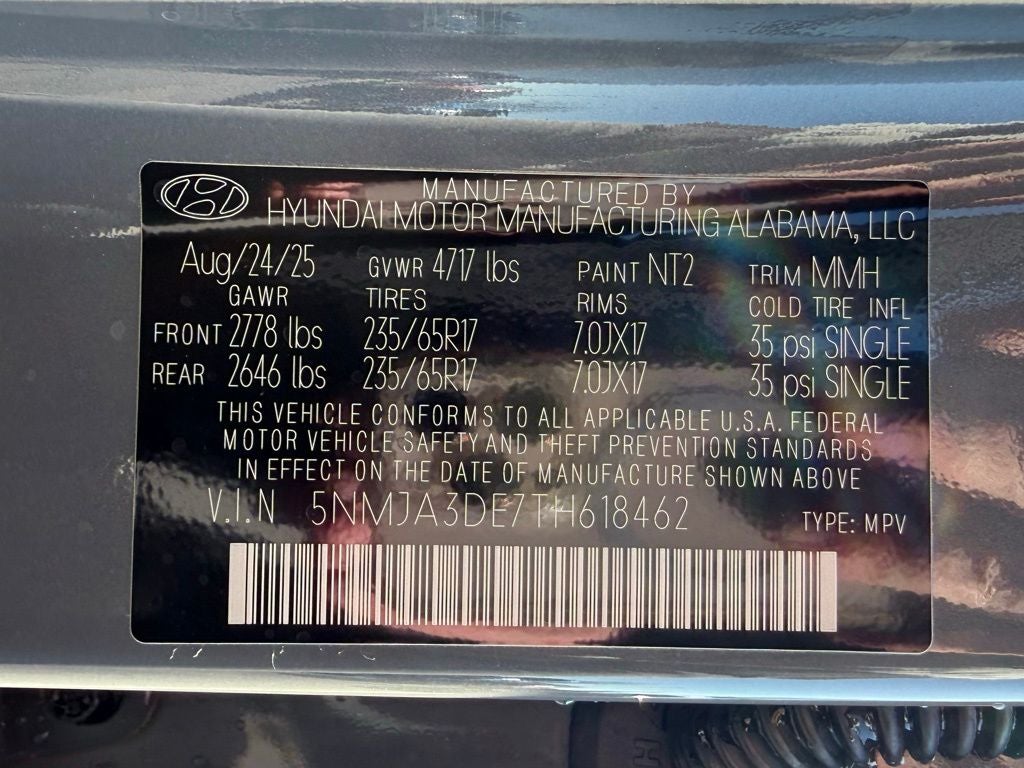 MANUFACTURED BY
HYUNDAI MOTOR MANUFACTURING ALABAMA, LLC
Aug/24/25 GVWR 4717 lbs PAINT NT2 TRIM MMH
GAWR TIRES RIMS COLD TIRE INFL
FRONT 2778 lbs 235/65R17 7.0JX17 35 psi SINGLE
REAR 2646 lbs 235/65R17 7.0JX17 35 psi SINGLE
THIS VEHICLE CONFORMS TO ALL APPLICABLE U.S.A. FEDERAL
MOTOR VEHICLE SAFETY AND THEFT PREVENTION STANDARDS
IN EFFECT ON THE DATE OF MANUFACTURE SHOWN ABOVE
V.I.N 5NMJA3DE7TH618462 TYPE: MPV